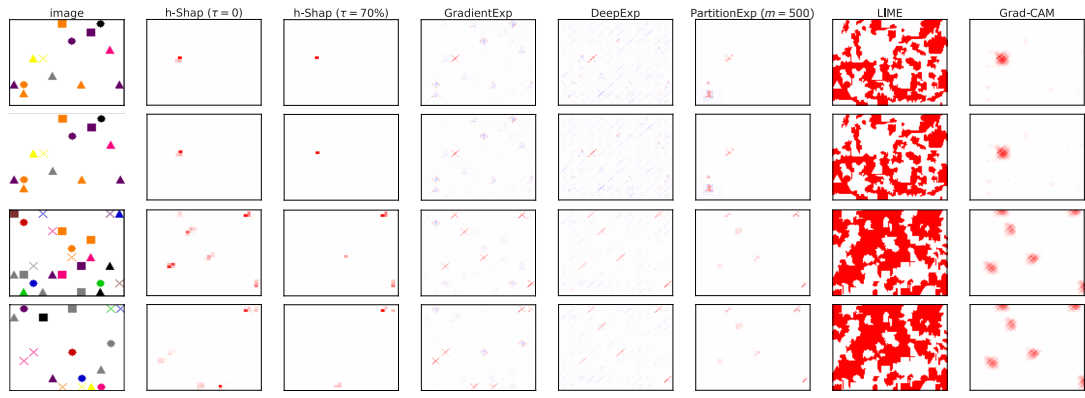 image h-Shap (τ = 0) h-Shap (τ = 70%) GradientExp DeepExp PartitionExp (m = 500) LIME Grad-CAM